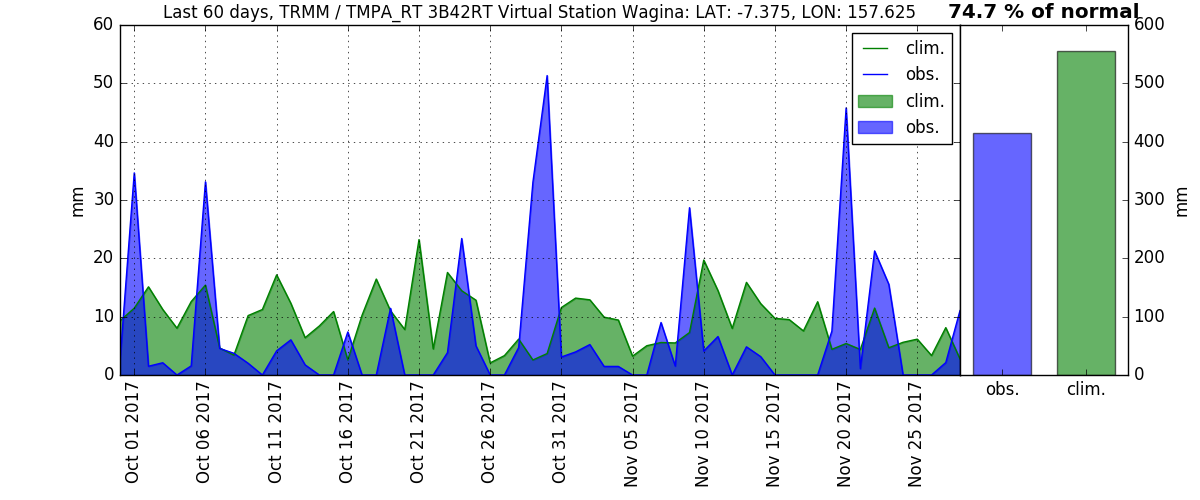 Last 60 days, TRMM / TMPA_RT 3B42RT Virtual Station Wagina: LAT: -7.375, LON: 157.625
74.7 % of normal
60
50
40
30
20
10
0
mm
clim.
obs.
clim.
obs.
600
500
400
300
200
100
0
mm
Oct 01 2017
Oct 06 2017
Oct 11 2017
Oct 16 2017
Oct 21 2017
Oct 26 2017
Oct 31 2017
Nov 05 2017
Nov 10 2017
Nov 15 2017
Nov 20 2017
Nov 25 2017
obs.
clim.